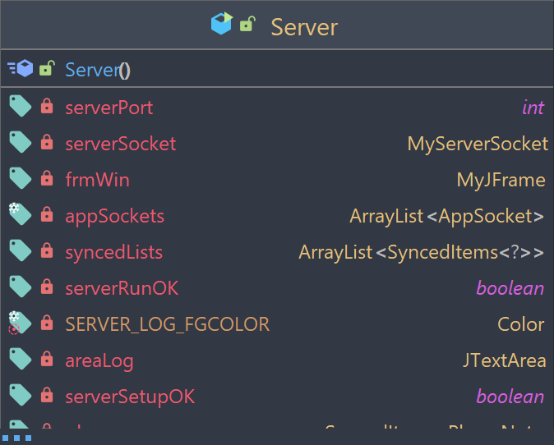 Server
Server()
serverPort int
serverSocket MyServerSocket
frmWin MyJFrame
appSockets ArrayList<AppSocket>
syncedLists ArrayList<SyncedItems<?>>
serverRunOK boolean
SERVER_LOG_FGCOLOR Color
areaLog JTextArea
serverSetupOK boolean